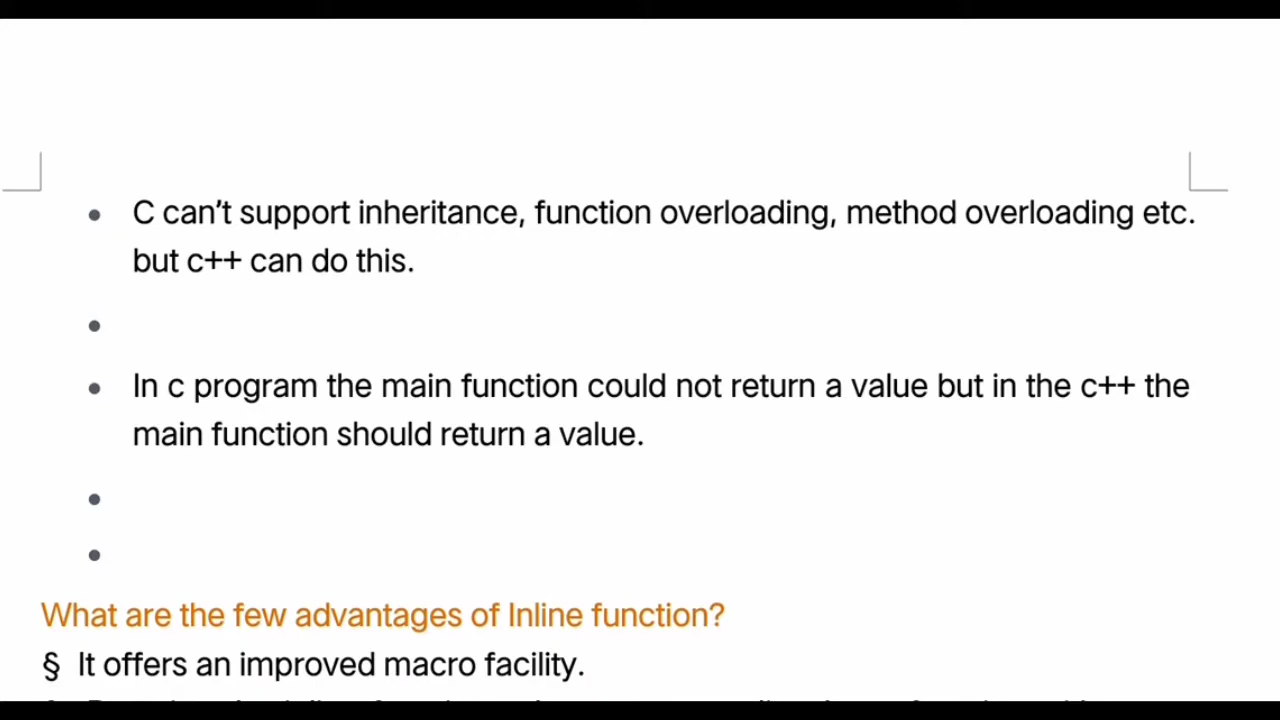 • C can't support inheritance, function overloading, method overloading etc.
but c++ can do this.
•
• In c program the main function could not return a value but in the c++ the
main function should return a value.
•
•
What are the few advantages of Inline function?
§ It offers an improved macro facility.